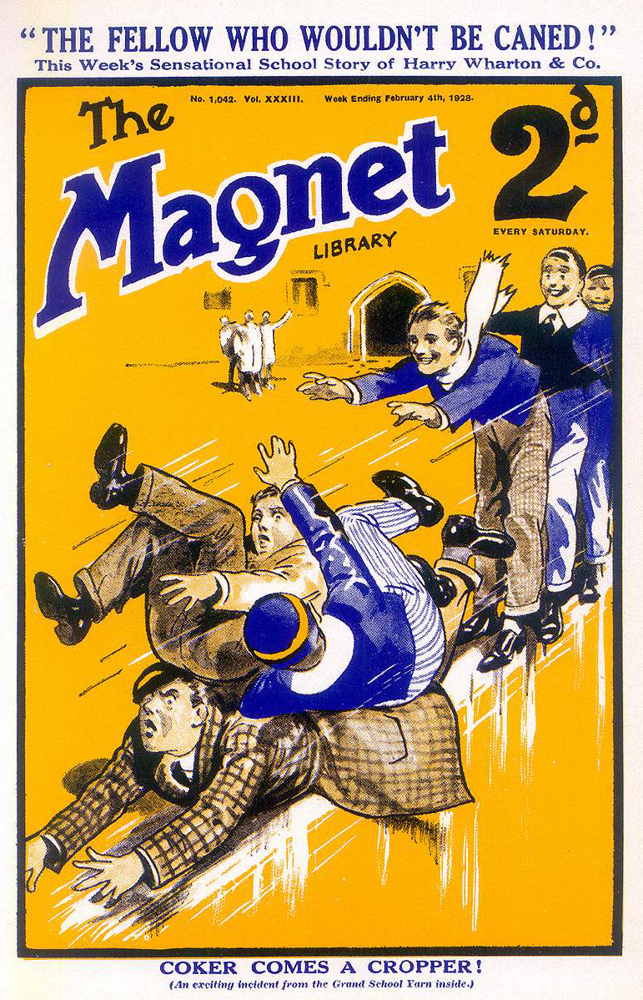 “THE FELLOW WHO WOULDN'T BE CANED!”
This Week's Sensational School Story of Harry Wharton & Co.
No. 1,042. Vol. XXXIII. Week Ending February 4th, 1928.
The
Magnet
LIBRARY
2d
EVERY SATURDAY.
COKER COMES A CROPPER!
(An exciting incident from the Grand School Yarn inside.)